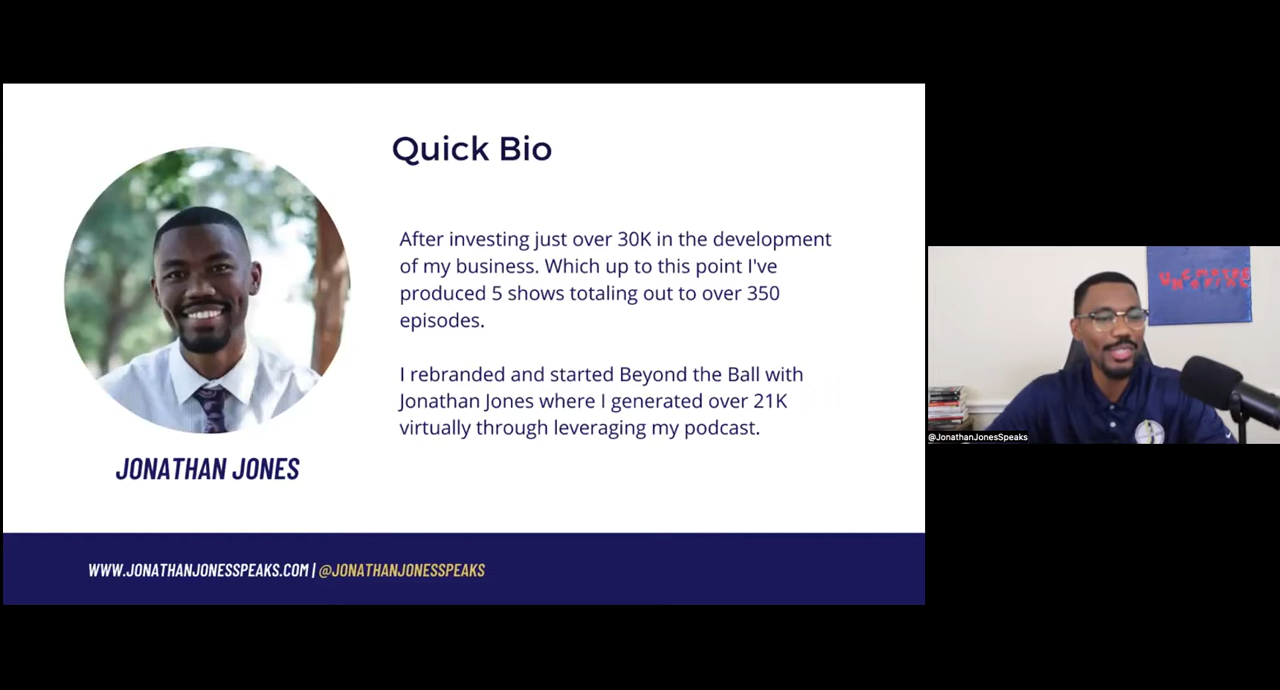 Quick Bio
After investing just over 30K in the development
of my business. Which up to this point I've
produced 5 shows totaling out to over 350
episodes.
I rebranded and started Beyond the Ball with
Jonathan Jones where I generated over 21K
virtually through leveraging my podcast.
JONATHAN JONES
WWW.JONATHANJONESSPEAKS.COM | @JONATHANJONESSPEAKS
@JonathanJonesSpeaks